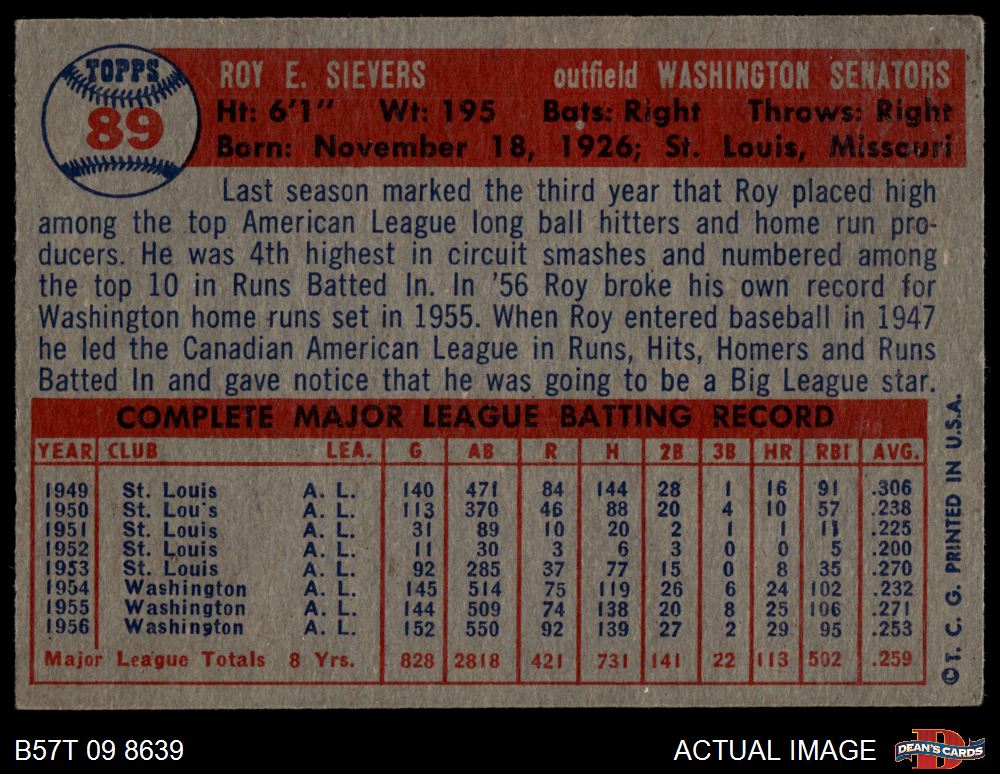 TOPPS
89
ROY E. SIEVERS outfield WASHINGTON SENATORS
Ht: 6'1" Wt: 195 Bats: Right Throws: Right
Born: November 18, 1926; St. Louis, Missouri
Last season marked the third year that Roy placed high
among the top American League long ball hitters and home run pro-
ducers. He was 4th highest in circuit smashes and numbered among
the top 10 in Runs Batted In. In '56 Roy broke his own record for
Washington home runs set in 1955. When Roy entered baseball in 1947
he led the Canadian American League in Runs, Hits, Homers and Runs
Batted In and gave notice that he was going to be a Big League star.
COMPLETE MAJOR LEAGUE BATTING RECORD
YEAR CLUB LEA. G AB R H 2B 3B HR RBI AVG.
1949 St. Louis A. L. 140 471 84 144 28 1 16 91 .306
1950 St. Lou's A. L. 113 370 46 88 20 4 10 57 .238
1951 St. Louis A. L. 31 89 10 20 2 1 1 11 .225
1952 St. Louis A. L. 11 30 3 6 3 0 0 5 .200
1953 St. Louis A. L. 92 285 37 77 15 0 8 35 .270
1954 Washington A. L. 145 514 75 119 26 6 24 102 .232
1955 Washington A. L. 144 509 74 138 20 8 25 106 .271
1956 Washington A. L. 152 550 92 139 27 2 29 95 .253
Major League Totals 8 Yrs. 828 2818 421 731 141 22 113 502 .259
©T. C. G. PRINTED IN U.S.A.
B57T 09 8639
ACTUAL IMAGE
DEAN'S CARDS